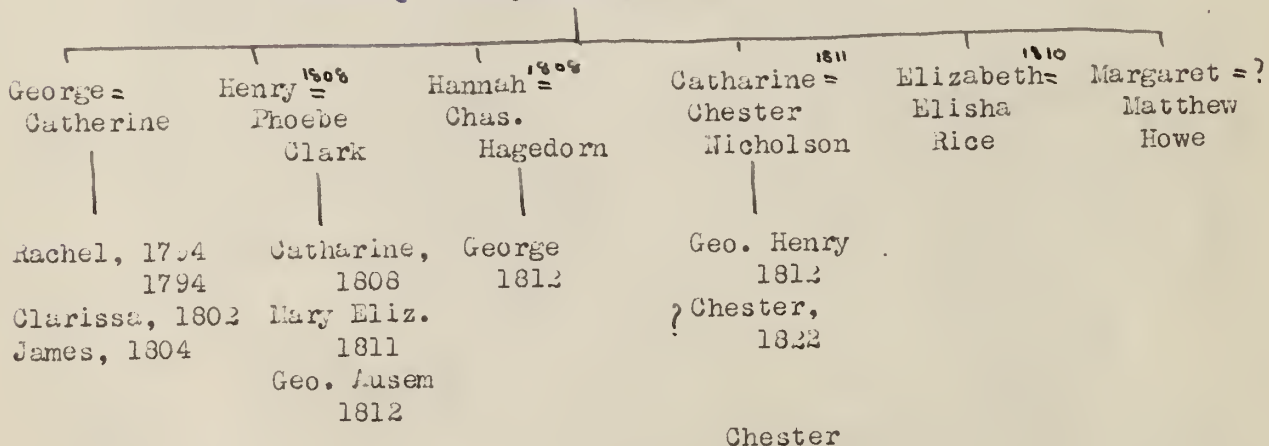 George =
Catherine
Rachel, 1794
1794
Clarissa, 1802
James, 1804
Henry = 1808
Phoebe
Clark
Catharine,
1808
Mary Eliz.
1811
Geo. Ausem
1812
Hannah = 1808
Chas.
Hagedorn
George
1812
Catharine = 1811
Chester
Nicholson
Geo. Henry
1812
? Chester,
1822
Chester
Elizabeth= 1810
Elisha
Rice
Margaret = ?
Matthew
Howe